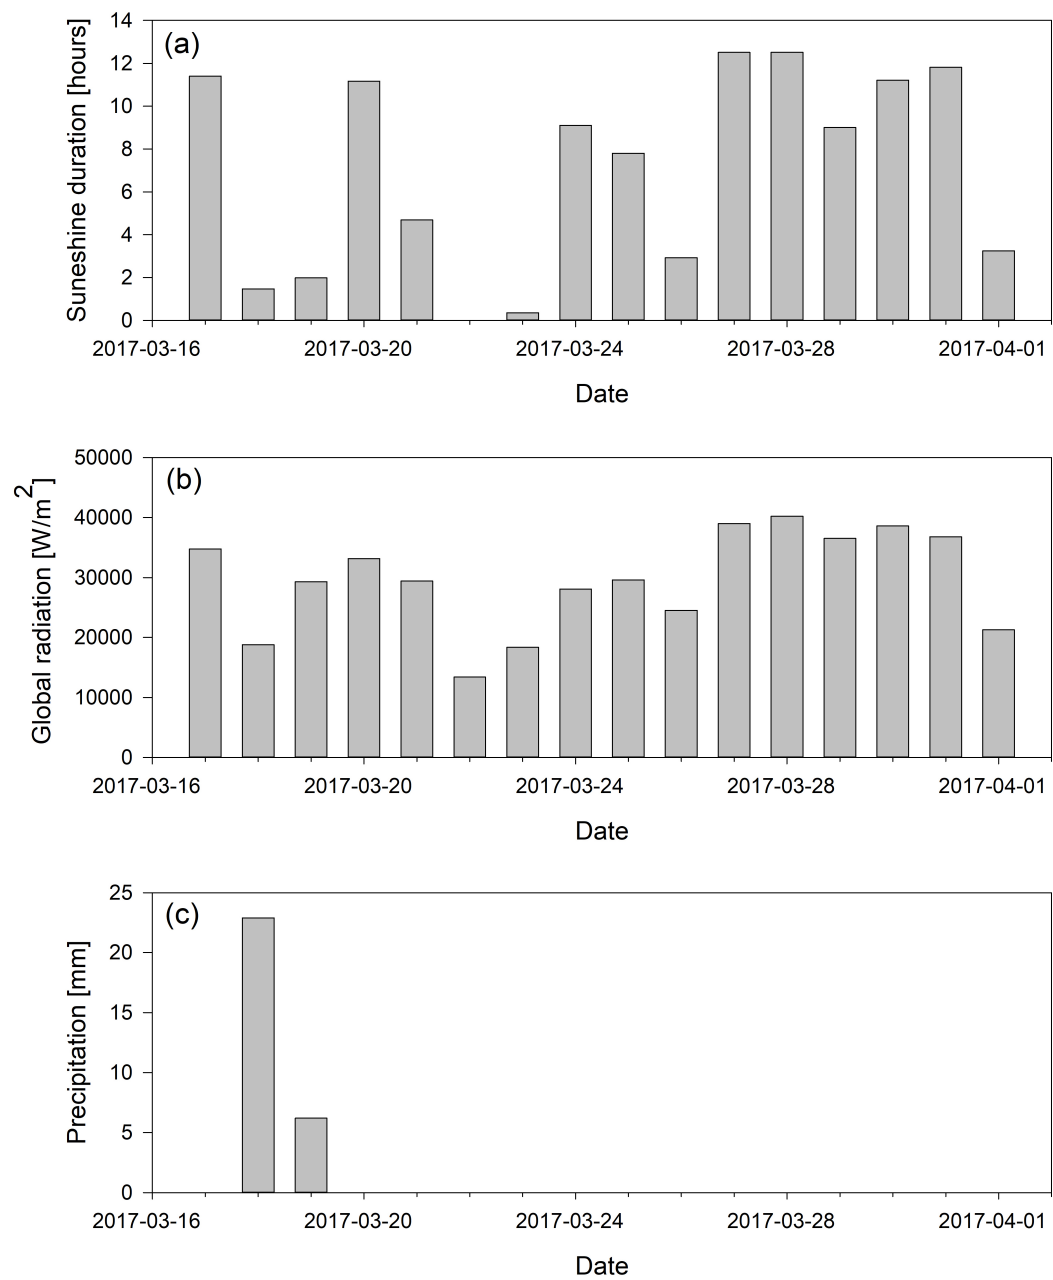 (a)
Suneshine duration [hours]
14
12
10
8
6
4
2
0
2017-03-16 2017-03-20 2017-03-24 2017-03-28 2017-04-01
Date
(b)
Global radiation [W/m2]
50000
40000
30000
20000
10000
0
2017-03-16 2017-03-20 2017-03-24 2017-03-28 2017-04-01
Date
(c)
Precipitation [mm]
25
20
15
10
5
0
2017-03-16 2017-03-20 2017-03-24 2017-03-28 2017-04-01
Date